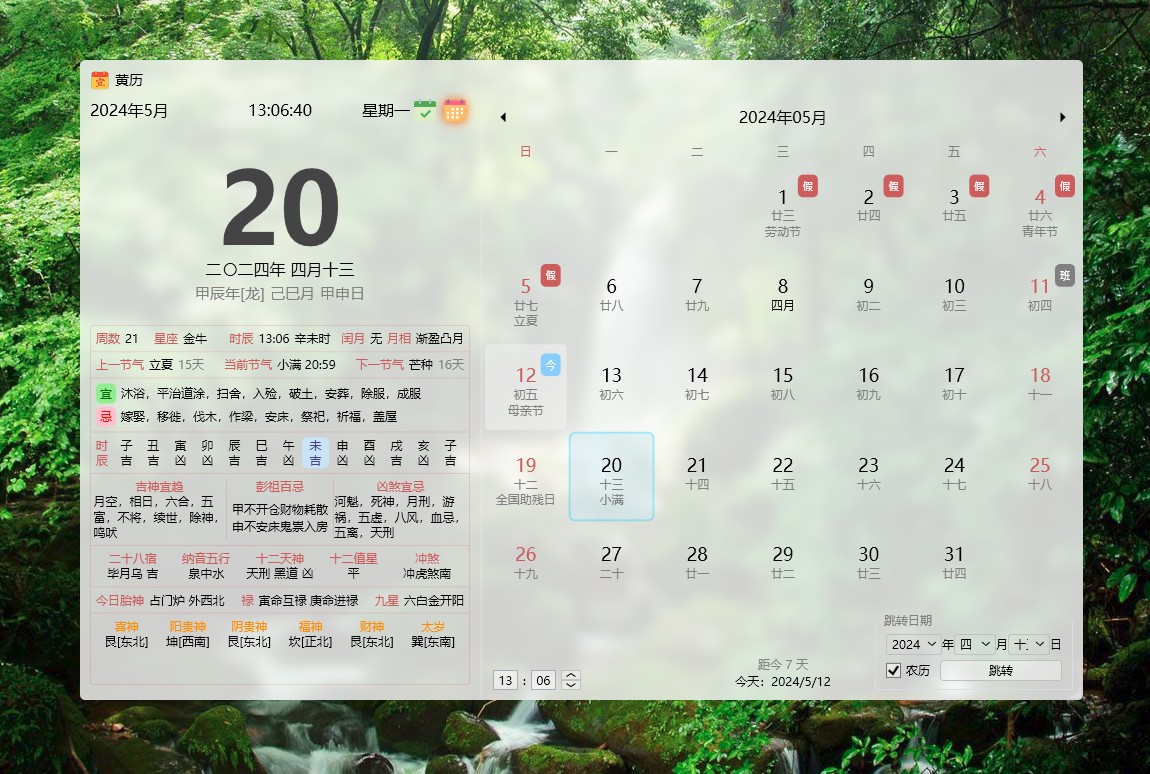 黄历
2024年5月 13:06:40 星期一
20
二〇二四年 四月十三
甲辰年[龙] 己巳月 甲申日
周数 21 星座 金牛 时辰 13:06 辛未时 闰月 无 月相 渐盈凸月
上一节气 立夏 15天 当前节气 小满 20:59 下一节气 芒种 16天
宜 沐浴，平治道涂，扫舍，入殓，破土，安葬，除服，成服
忌 嫁娶，移徙，伐木，作梁，安床，祭祀，祈福，盖屋
时辰 子吉 丑吉 寅凶 卯凶 辰吉 巳吉 午凶 未吉 申凶 酉凶 戌吉 亥凶 子吉
吉神宜趋
月空，相日，六合，五
富，不将，续世，除神，
鸣吠
彭祖百忌
甲不开仓财物耗散
申不安床鬼祟入房
凶煞宜忌
河魁，死神，月刑，游
祸，五虚，八风，血忌，
五离，天刑
二十八宿 纳音五行 十二天神 十二值星 冲煞
毕月乌 吉 泉中水 天刑 黑道 凶 平 冲虎煞南
今日胎神 占门炉 外西北 禄 寅命互禄 庚命进禄 九星 六白金开阳
喜神 阳贵神 阴贵神 福神 财神 太岁
艮[东北] 坤[西南] 艮[东北] 坎[正北] 艮[东北] 巽[东南]
2024年05月
日 一 二 三 四 五 六
1 假 2 假 3 假 4 假
廿三 廿四 廿五 廿六
劳动节 青年节
5 假 6 7 8 9 10 11 班
廿七 廿八 廿九 四月 初二 初三 初四
立夏
12 今 13 14 15 16 17 18
初五 初六 初七 初八 初九 初十 十一
母亲节
19 20 21 22 23 24 25
十二 十三 十四 十五 十六 十七 十八
全国助残日 小满
26 27 28 29 30 31
十九 二十 廿一 廿二 廿三 廿四
13 : 06
距今 7 天
今天：2024/5/12
跳转日期
2024 年 四 月 十 日
农历 跳转